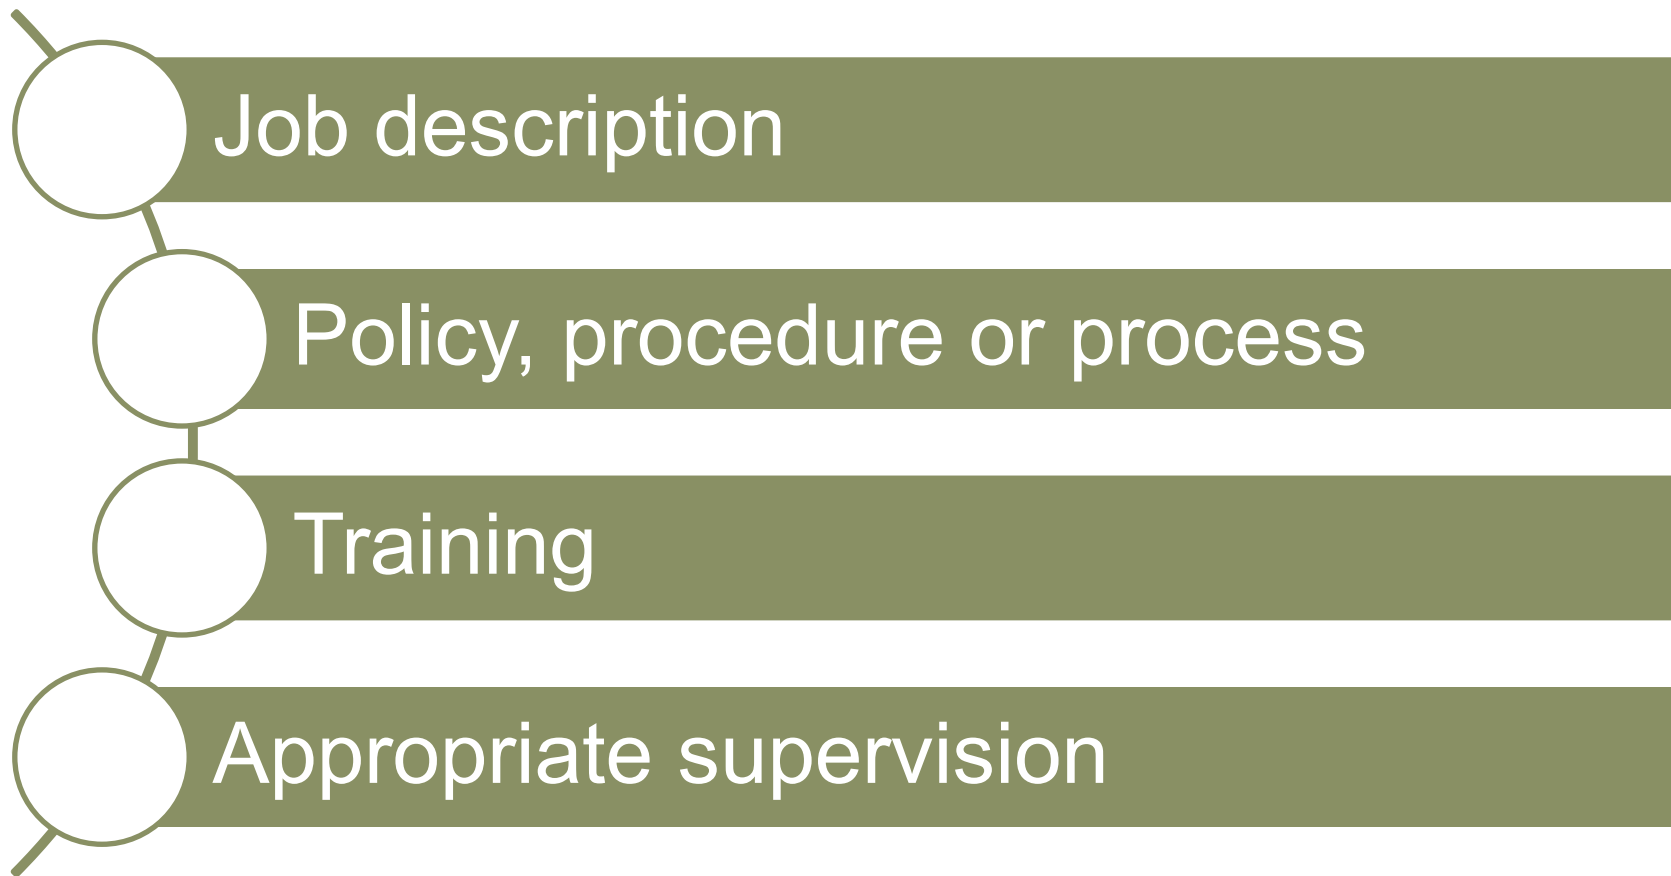 Job description
Policy, procedure or process
Training
Appropriate supervision